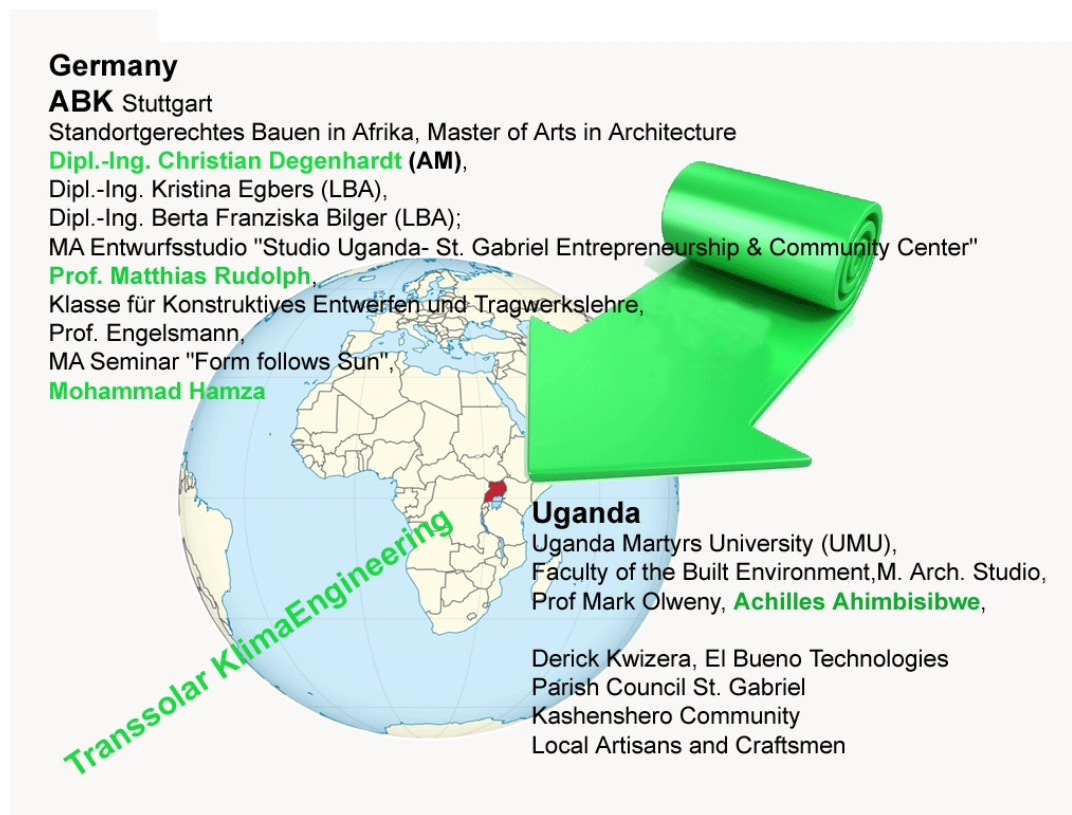 Germany
ABK Stuttgart
Standortgerechtes Bauen in Afrika, Master of Arts in Architecture
Dipl.-Ing. Christian Degenhardt (AM),
Dipl.-Ing. Kristina Egbers (LBA),
Dipl.-Ing. Berta Franziska Bilger (LBA);
MA Entwurfsstudio "Studio Uganda- St. Gabriel Entrepreneurship & Community Center"
Prof. Matthias Rudolph,
Klasse für Konstruktives Entwerfen und Tragwerkslehre,
Prof. Engelsmann,
MA Seminar "Form follows Sun",
Mohammad Hamza
Transsolar KlimaEngineering
Uganda
Uganda Martyrs University (UMU),
Faculty of the Built Environment,M. Arch. Studio,
Prof Mark Olweny, Achilles Ahimbisibwe,
Derick Kwizera, El Bueno Technologies
Parish Council St. Gabriel
Kashenshero Community
Local Artisans and Craftsmen